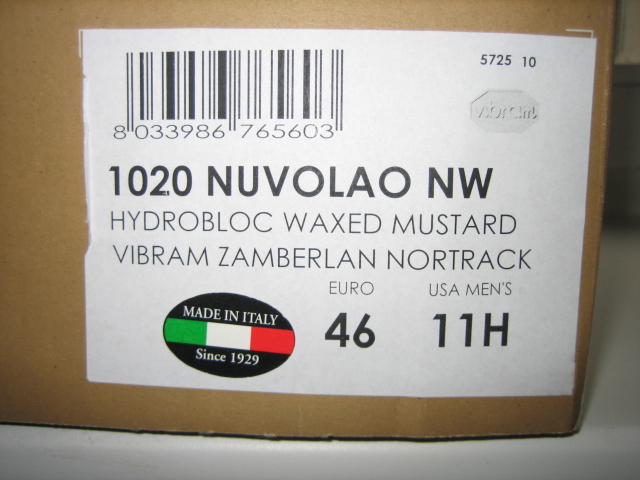 5725 10
vibram
8 033986 765603
1020 NUVOLAO NW
HYDROBLOC WAXED MUSTARD
VIBRAM ZAMBERLAN NORTRACK
EURO USA MEN'S
46 11H
MADE IN ITALY
Since 1929